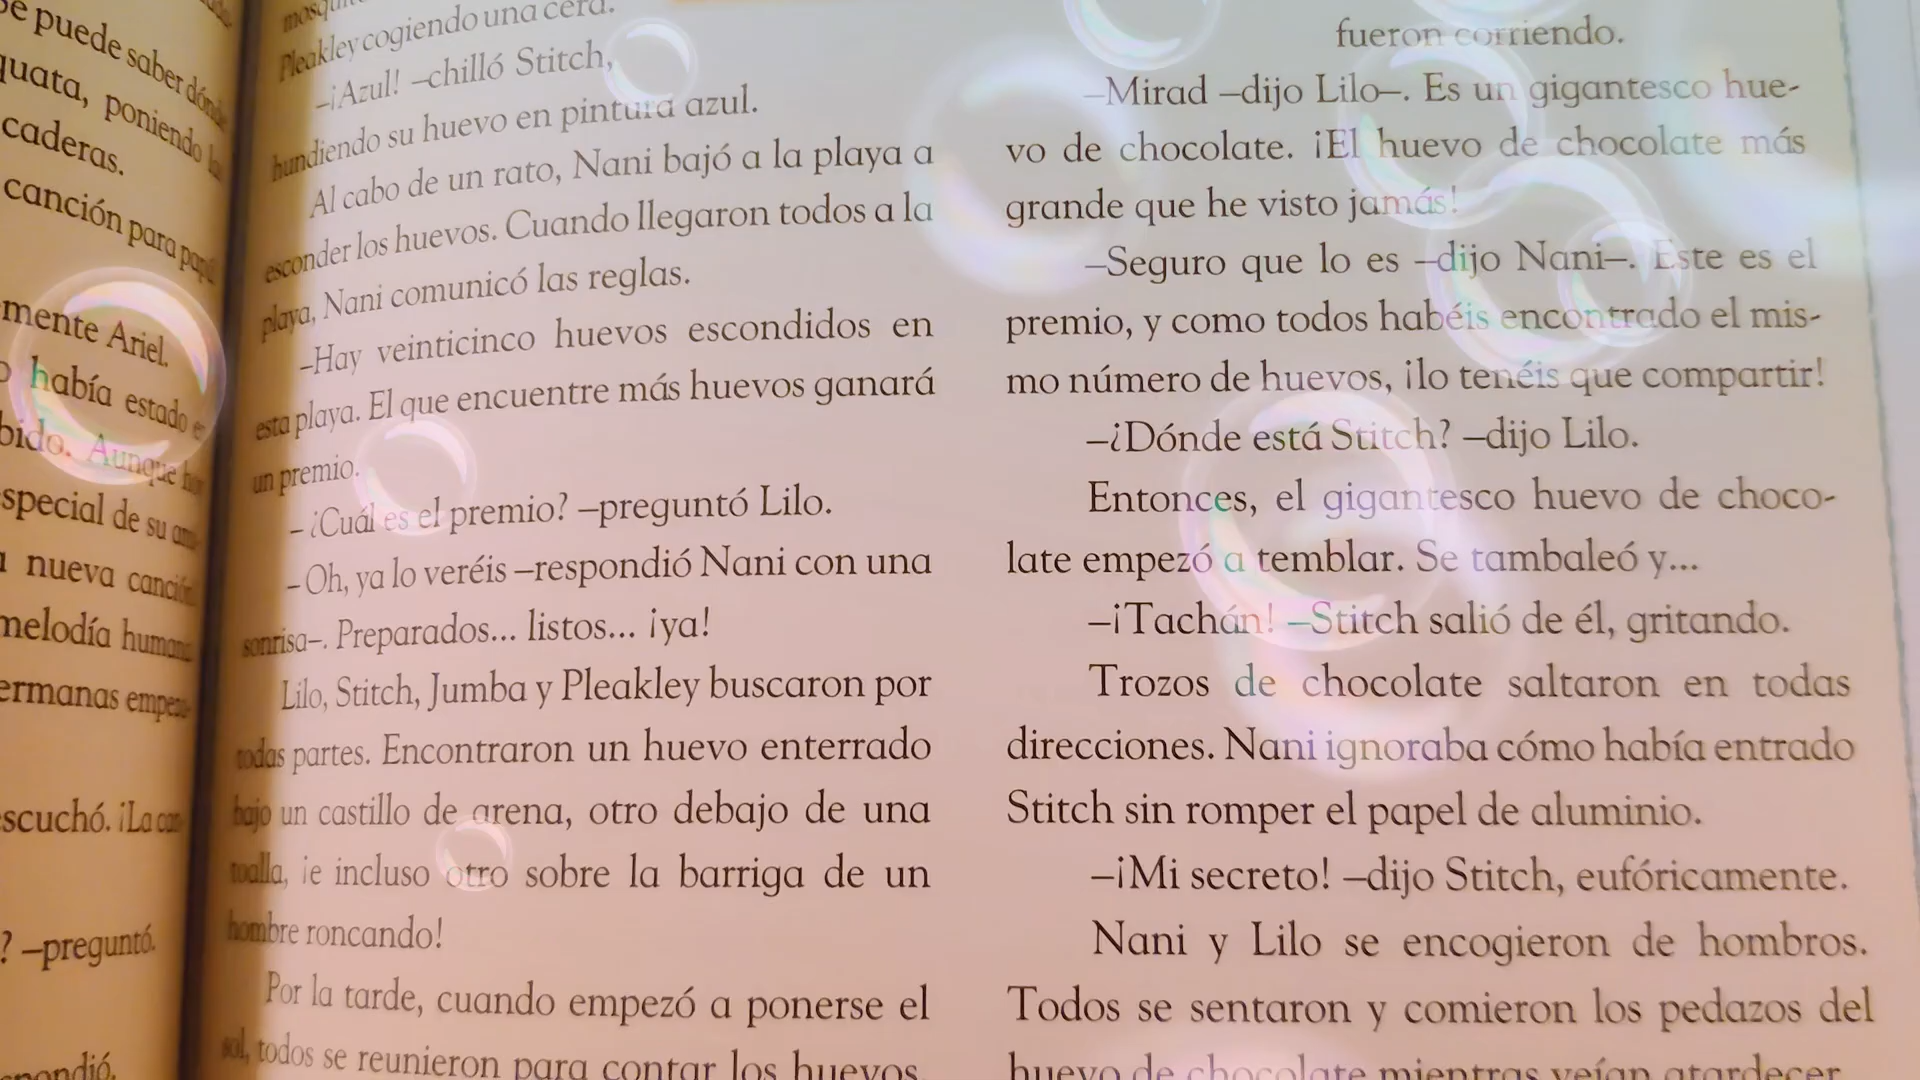 Se puede saber dónde
quata, poniendo las
caderas.
canción para papá
mente Ariel.
había estado
bido. Aunque
special de su
nueva canción
melodía humana
ermanas
scuchó. ¡La
? –preguntó.
pondió.
Pleakley cogiendo una cera.
–¡Azul! –chilló Stitch,
hundiendo su huevo en pintura azul.
Al cabo de un rato, Nani bajó a la playa a
esconder los huevos. Cuando llegaron todos a la
playa, Nani comunicó las reglas.
–Hay veinticinco huevos escondidos en
esta playa. El que encuentre más huevos ganará
un premio.
– ¿Cuál es el premio? –preguntó Lilo.
– Oh, ya lo veréis –respondió Nani con una
sonrisa–. Preparados... listos... ¡ya!
Lilo, Stitch, Jumba y Pleakley buscaron por
todas partes. Encontraron un huevo enterrado
bajo un castillo de arena, otro debajo de una
toalla, ¡e incluso otro sobre la barriga de un
hombre roncando!
Por la tarde, cuando empezó a ponerse el
sol, todos se reunieron para contar los huevos.
fueron corriendo.
–Mirad –dijo Lilo–. Es un gigantesco hue-
vo de chocolate. ¡El huevo de chocolate más
grande que he visto jamás!
–Seguro que lo es –dijo Nani–. Este es el
premio, y como todos habéis encontrado el mis-
mo número de huevos, ¡lo tenéis que compartir!
–¿Dónde está Stitch? –dijo Lilo.
Entonces, el gigantesco huevo de choco-
late empezó a temblar. Se tambaleó y...
–¡Tachán! –Stitch salió de él, gritando.
Trozos de chocolate saltaron en todas
direcciones. Nani ignoraba cómo había entrado
Stitch sin romper el papel de aluminio.
–¡Mi secreto! –dijo Stitch, eufóricamente.
Nani y Lilo se encogieron de hombros.
Todos se sentaron y comieron los pedazos del
huevo de chocolate mientras veían atardecer